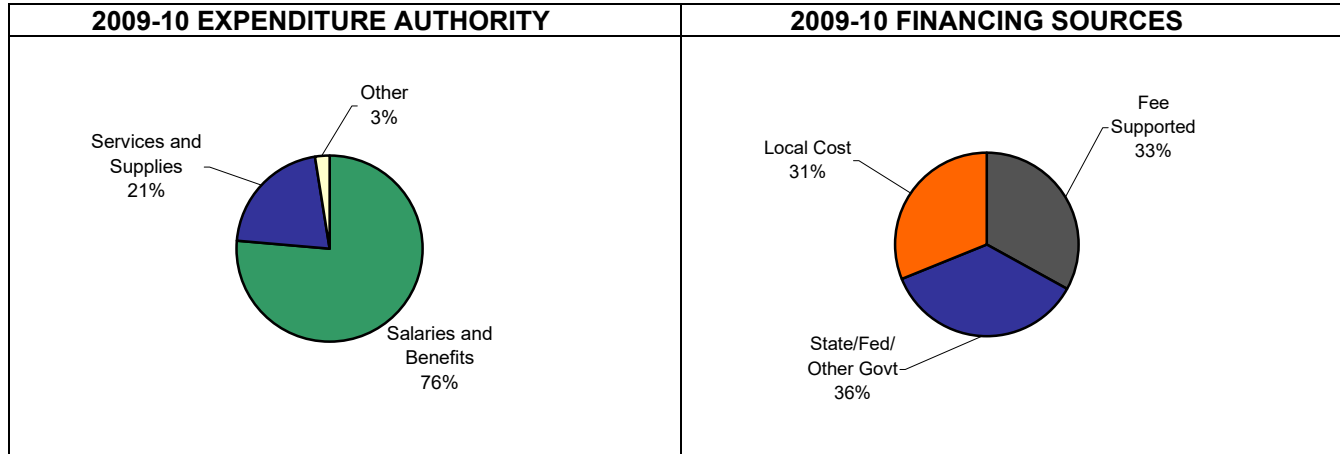 2009-10 EXPENDITURE AUTHORITY
Other
3%
Services and
Supplies
21%
Salaries and
Benefits
76%
2009-10 FINANCING SOURCES
Fee
Supported
33%
Local Cost
31%
State/Fed/
Other Govt
36%